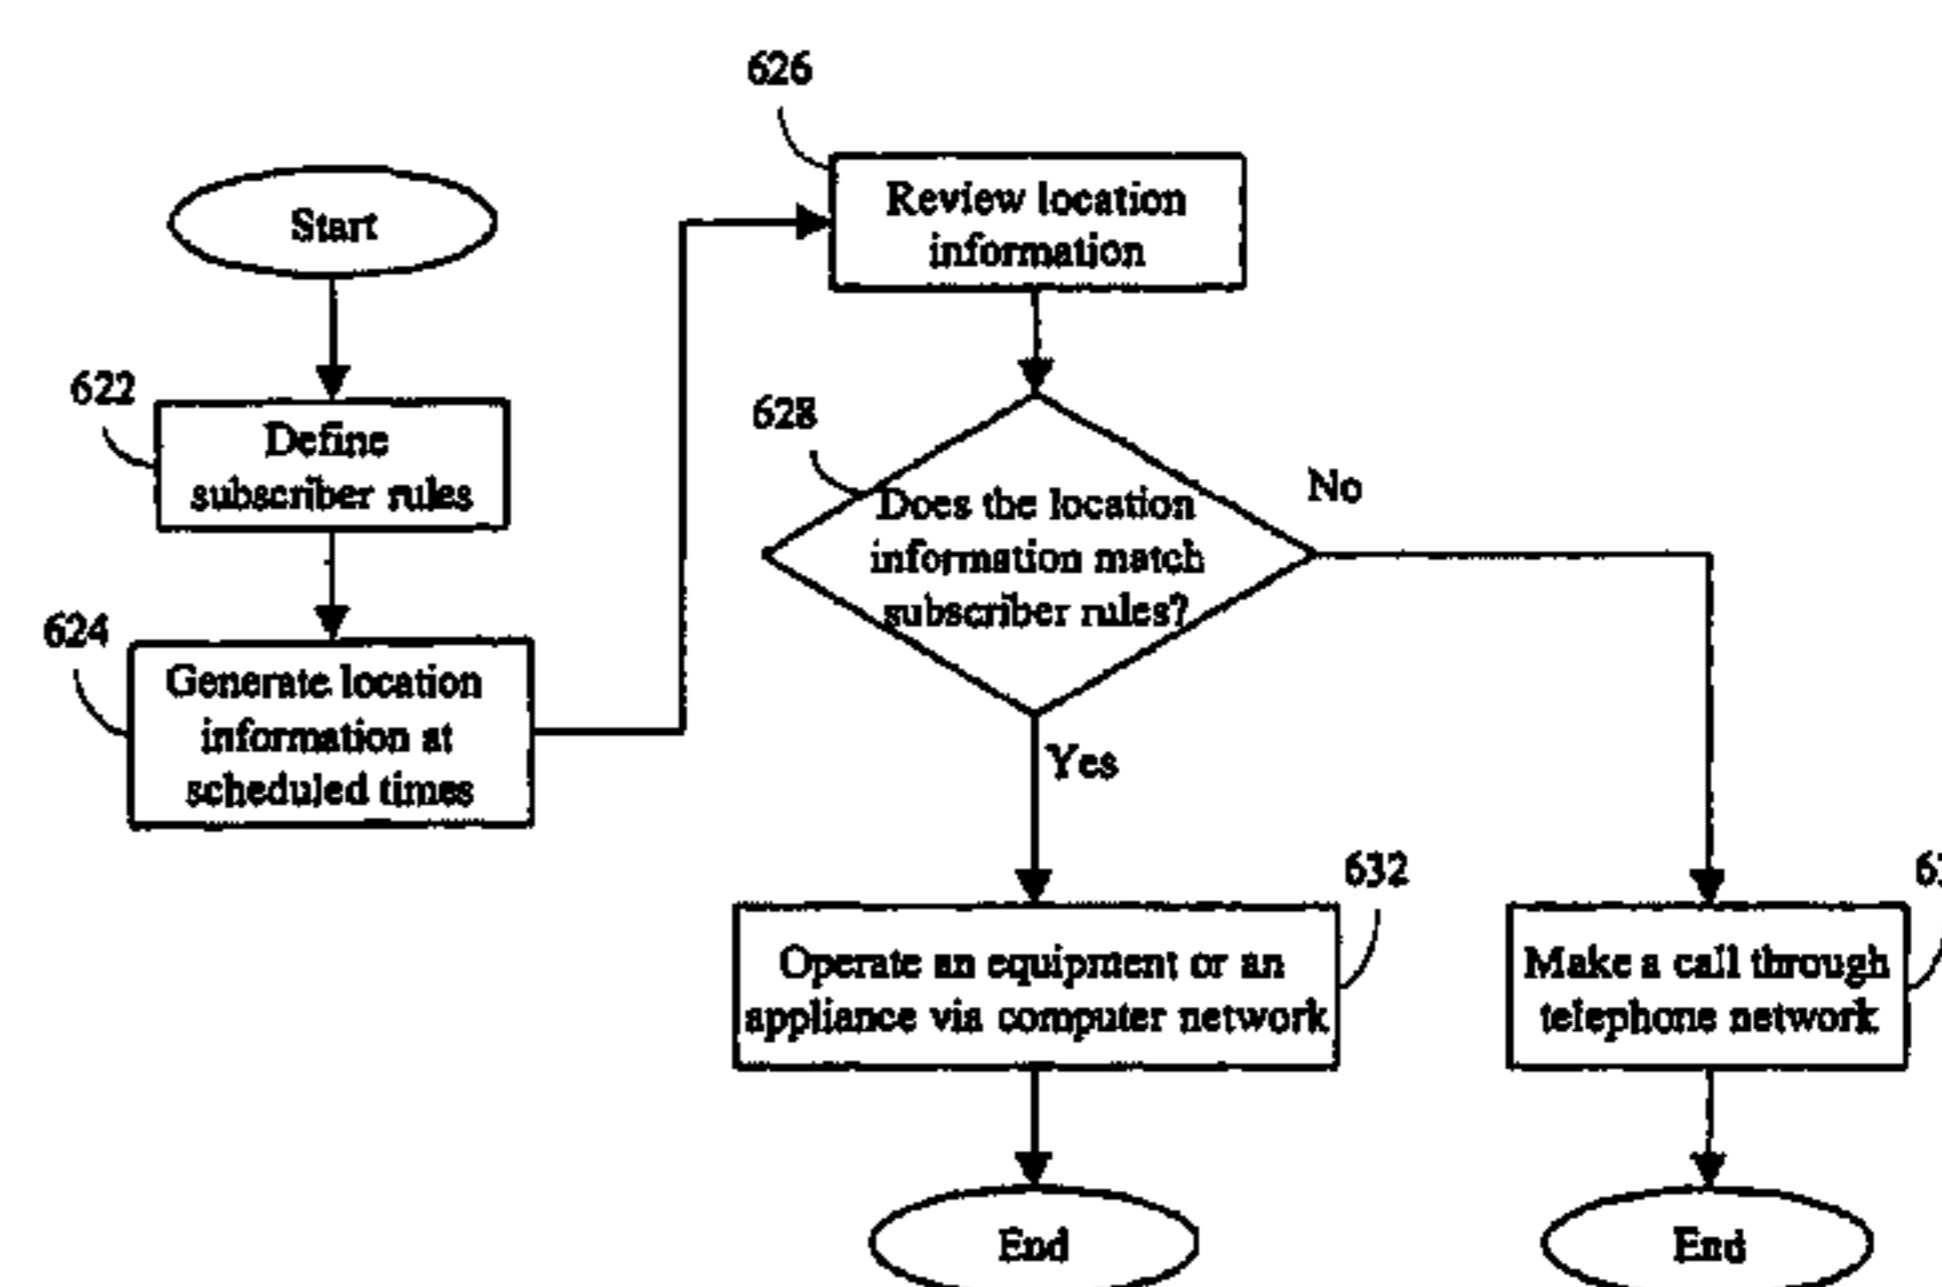 Start
622
Define
subscriber rules
624
Generate location
information at
scheduled times
626
Review location
information
628
Does the location
information match
subscriber rules?
No
Yes
632
Operate an equipment or an
appliance via computer network
End
Make a call through
telephone network
End